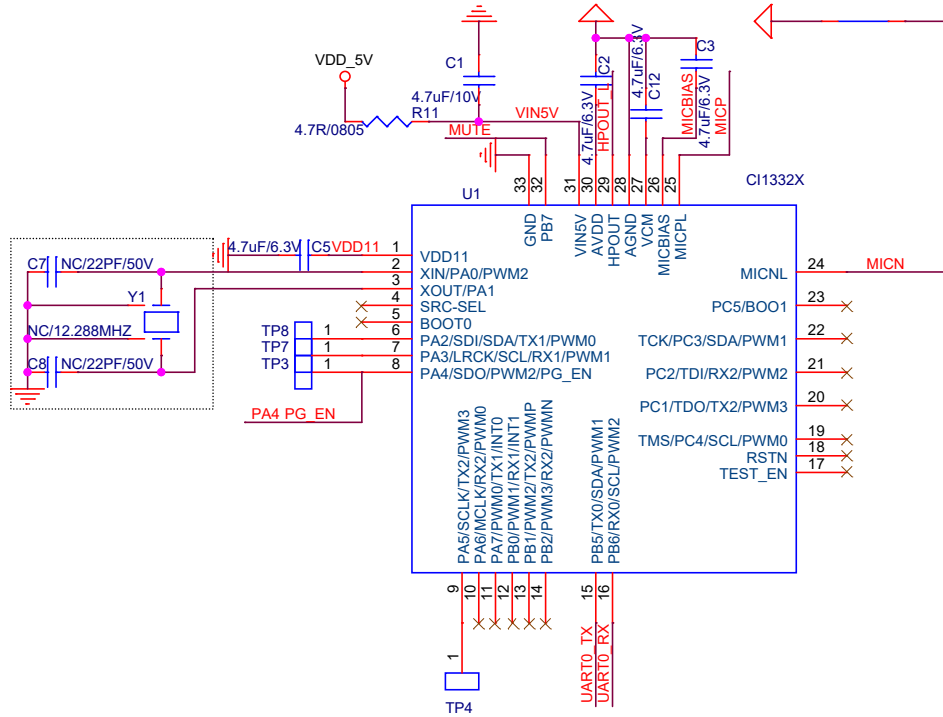 VDD_5V
C1
4.7uF/10V
R11
4.7R/0805
VIN5V
MUTE
C2
4.7uF/6.3V
HPOUT_L
4.7uF/6.3V
C12
C3
4.7uF/6.3V
MICBIAS
MICP
U1
CI1332X
33
32
31
30
29
28
27
26
25
GND
PB7
VIN5V
AVDD
HPOUT
AGND
VCM
MICBIAS
MICPL
4.7uF/6.3V
C5
VDD11
1
VDD11
2
XIN/PA0/PWM2
3
XOUT/PA1
4
SRC-SEL
5
BOOT0
6
PA2/SDI/SDA/TX1/PWM0
7
PA3/LRCK/SCL/RX1/PWM1
8
PA4/SDO/PWM2/PG_EN
C7
NC/22PF/50V
Y1
NC/12.288MHZ
C8
NC/22PF/50V
TP8
1
TP7
1
TP3
1
PA4 PG_EN
MICNL
24
MICN
PC5/BOO1
23
TCK/PC3/SDA/PWM1
22
PC2/TDI/RX2/PWM2
21
PC1/TDO/TX2/PWM3
20
TMS/PC4/SCL/PWM0
19
RSTN
18
TEST_EN
17
PA5/SCLK/TX2/PWM3
PA6/MCLK/RX2/PWM0
PA7/PWM0/TX1/INT0
PB0/PWM1/RX1/INT1
PB1/PWM2/TX2/PWMP
PB2/PWM3/RX2/PWMN
PB5/TX0/SDA/PWM1
PB6/RX0/SCL/PWM2
9
10
11
12
13
14
15
16
1
TP4
UART0_TX
UART0_RX